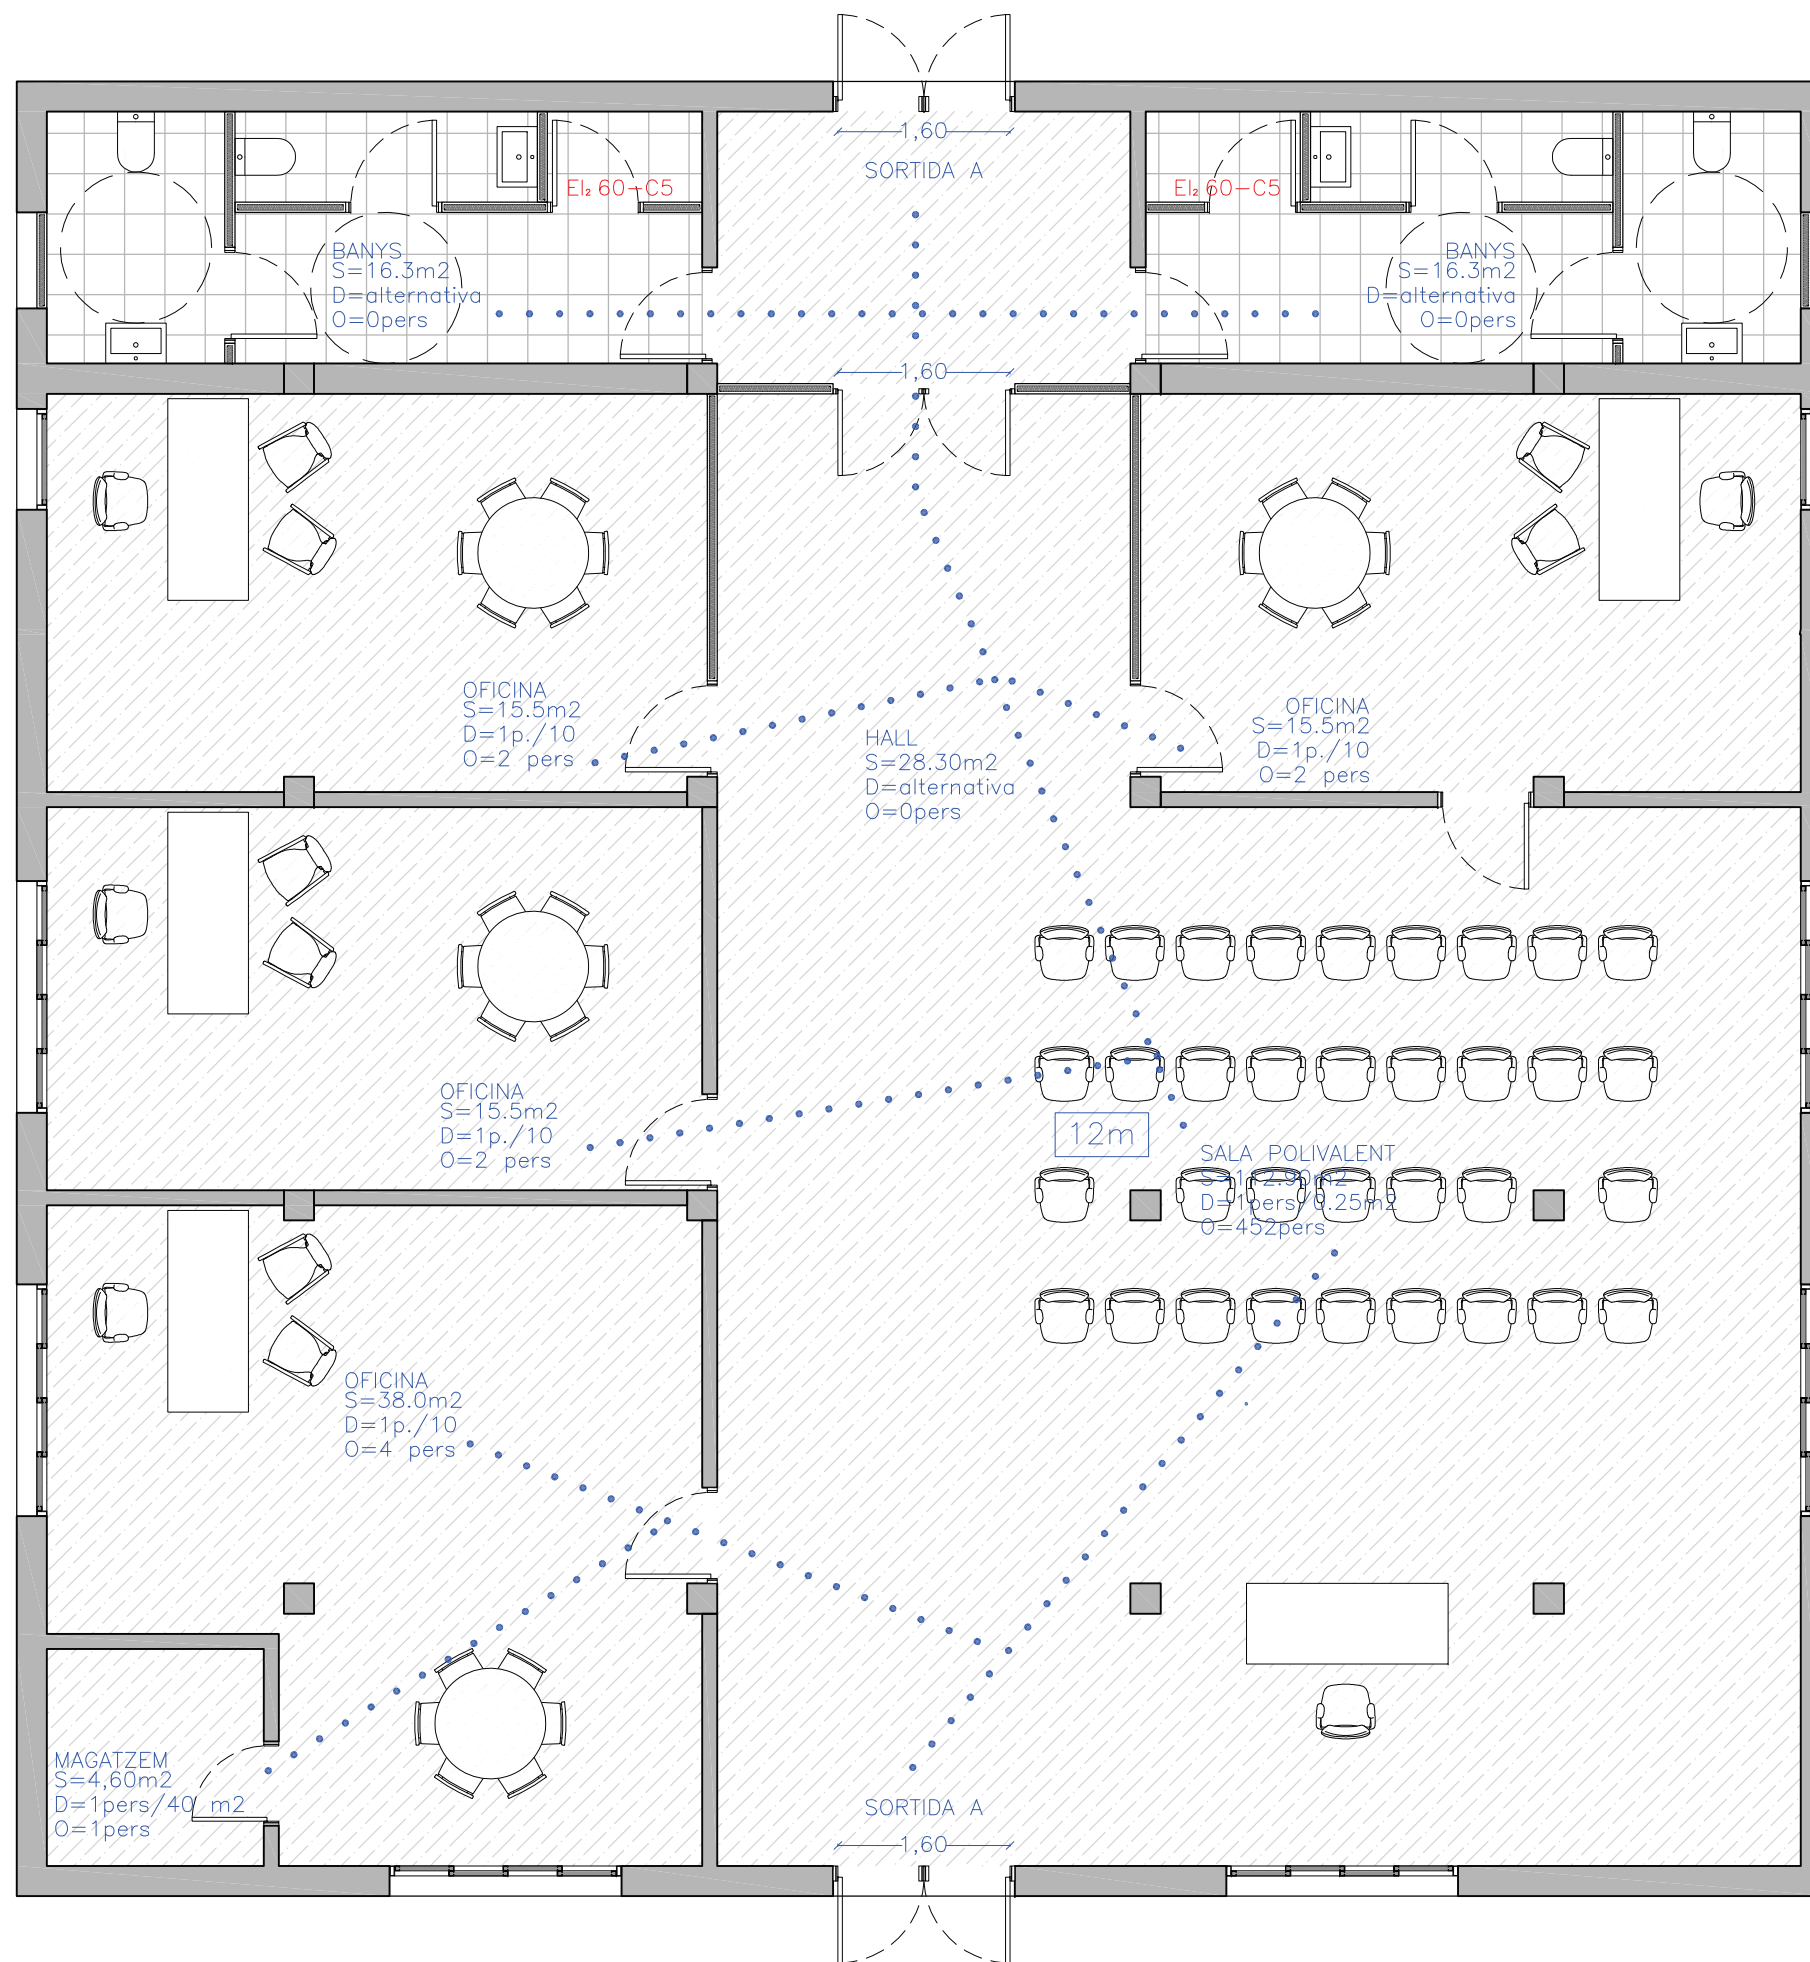 1,60
SORTIDA A
EI₂ 60-C5
EI₂ 60-C5
BANYS
S=16.3m2
D=alternativa
O=0pers
BANYS
S=16.3m2
D=alternativa
O=0pers
1,60
OFICINA
S=15.5m2
D=1p./10
O=2 pers
HALL
S=28.30m2
D=alternativa
O=0pers
OFICINA
S=15.5m2
D=1p./10
O=2 pers
OFICINA
S=15.5m2
D=1p./10
O=2 pers
12m
SALA POLIVALENT
S=112.90m2
D=1pers/0.25m2
O=452pers
OFICINA
S=38.0m2
D=1p./10
O=4 pers
MAGATZEM
S=4,60m2
D=1pers/40 m2
O=1pers
SORTIDA A
1,60